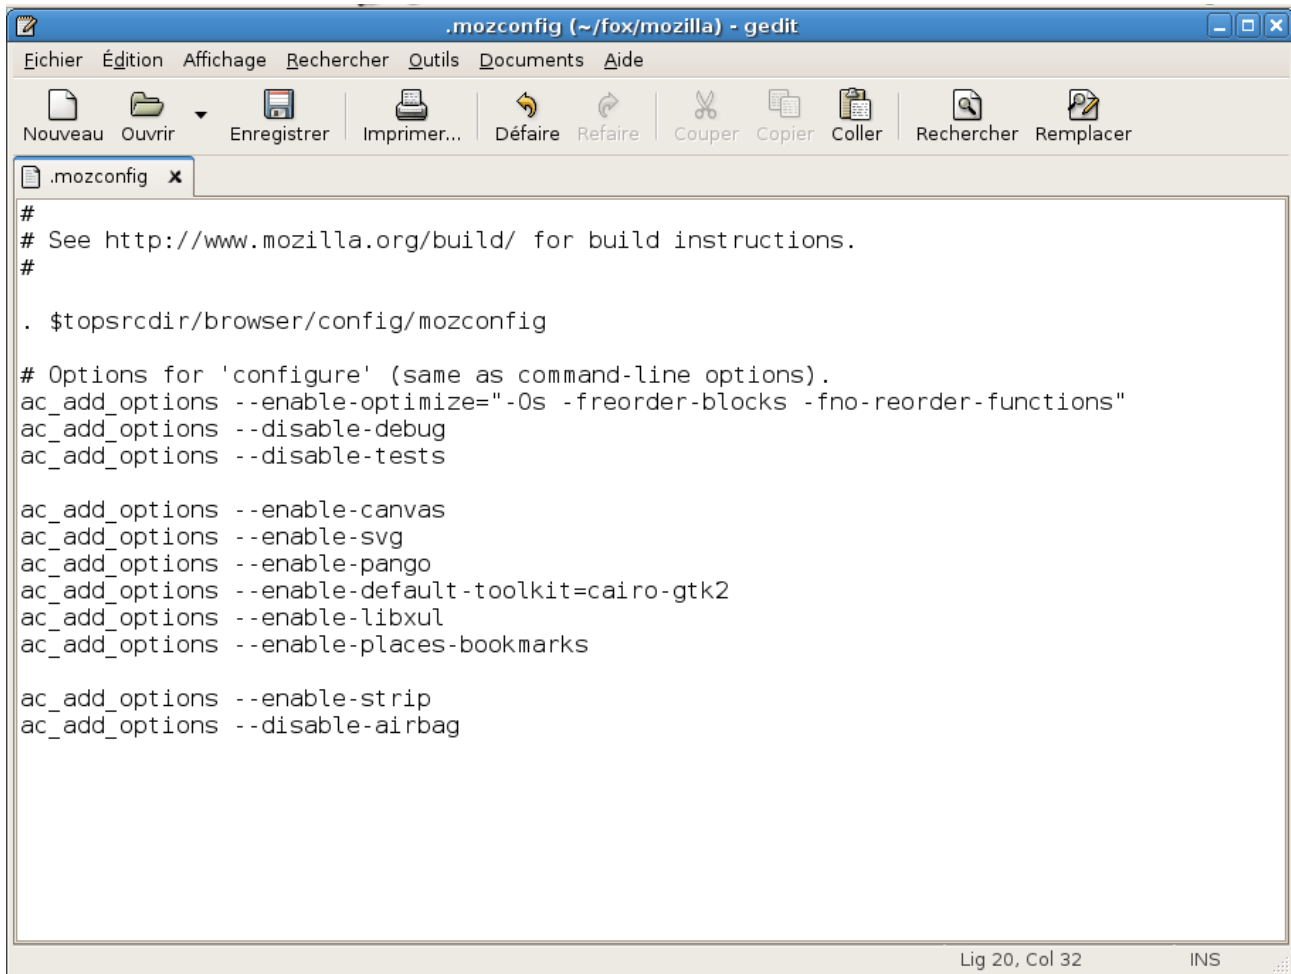 .mozconfig (~/fox/mozilla) - gedit
Fichier Édition Affichage Rechercher Outils Documents Aide
Nouveau Ouvrir Enregistrer Imprimer... Défaire Refaire Couper Copier Coller Rechercher Remplacer
.mozconfig
#
# See http://www.mozilla.org/build/ for build instructions.
#
. $topsrcdir/browser/config/mozconfig
# Options for 'configure' (same as command-line options).
ac_add_options --enable-optimize="-Os -freorder-blocks -fno-reorder-functions"
ac_add_options --disable-debug
ac_add_options --disable-tests
ac_add_options --enable-canvas
ac_add_options --enable-svg
ac_add_options --enable-pango
ac_add_options --enable-default-toolkit=cairo-gtk2
ac_add_options --enable-libxul
ac_add_options --enable-places-bookmarks
ac_add_options --enable-strip
ac_add_options --disable-airbag
Lig 20, Col 32 INS